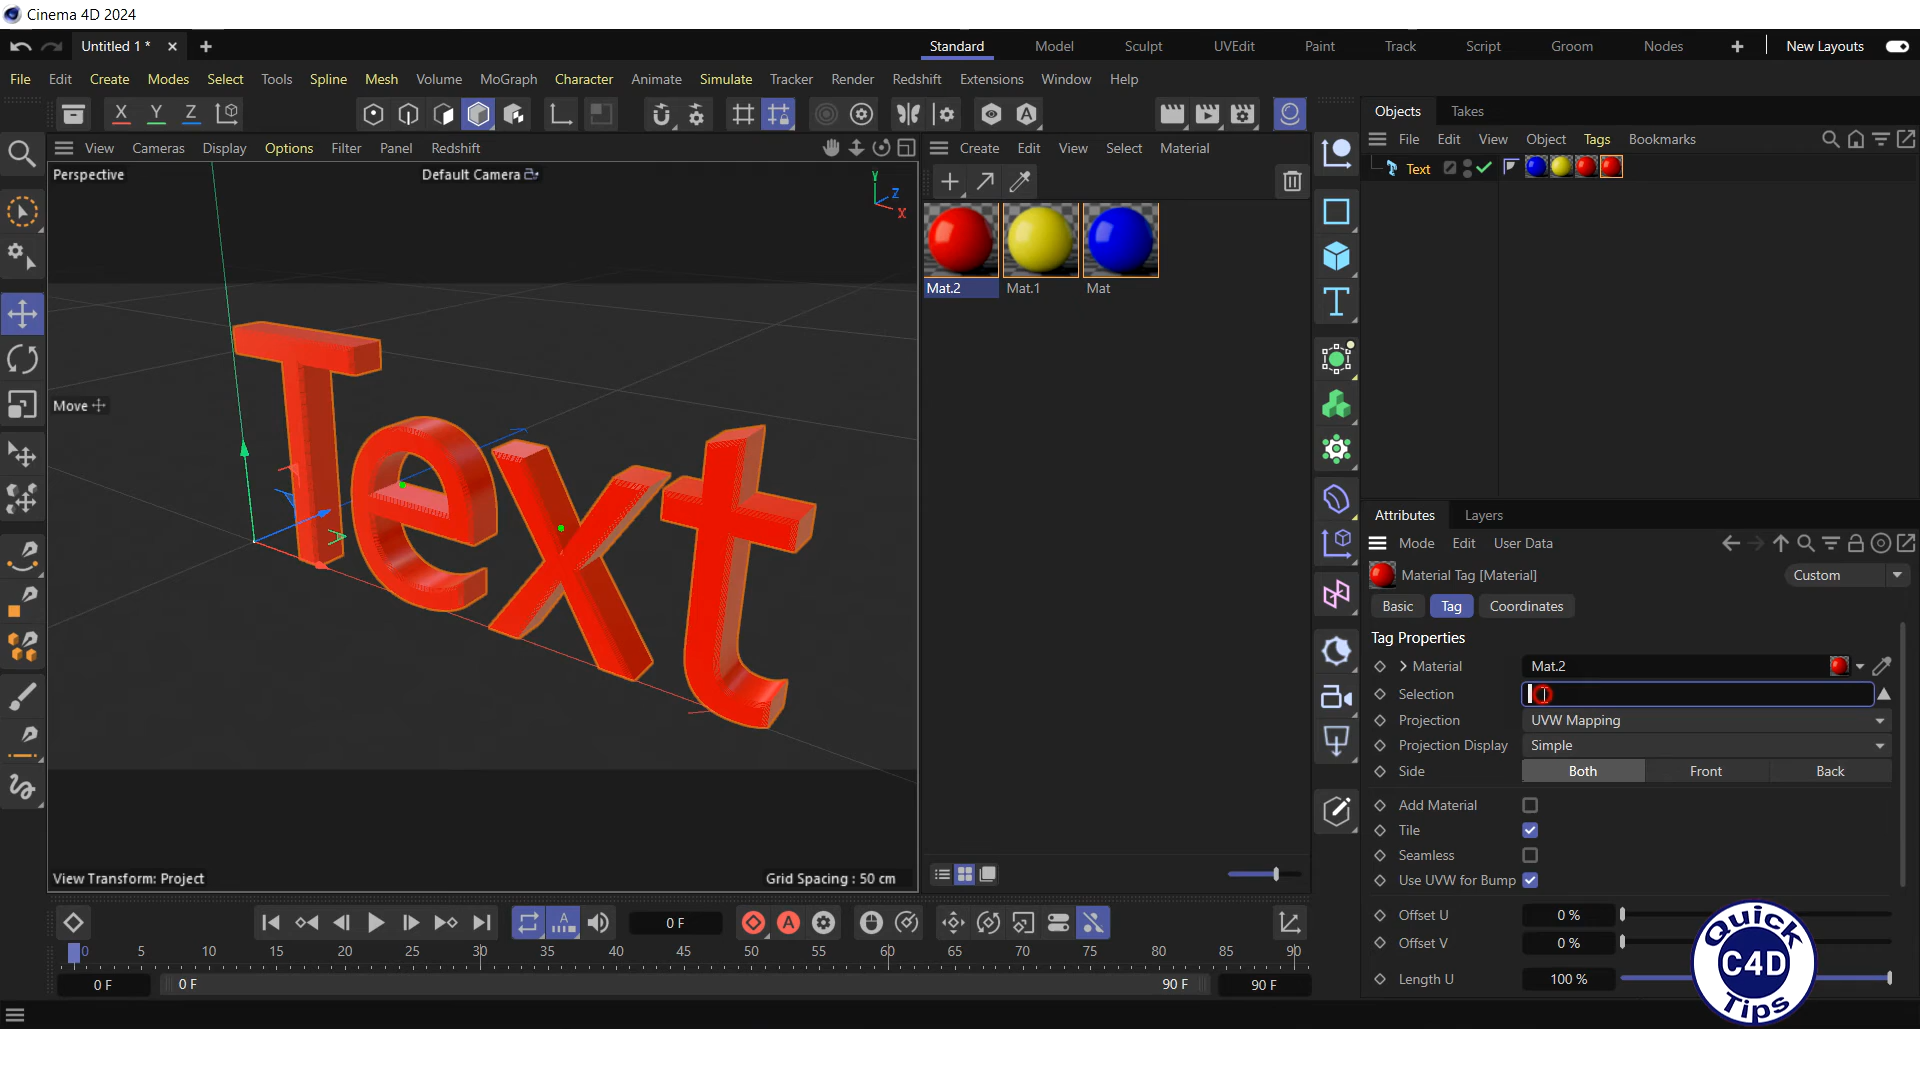 Cinema 4D 2024
Untitled 1 *
Standard Model Sculpt UVEdit Paint Track Script Groom Nodes New Layouts
File Edit Create Modes Select Tools Spline Mesh Volume MoGraph Character Animate Simulate Tracker Render Redshift Extensions Window Help
X Y Z
Objects Takes
File Edit View Object Tags Bookmarks
View Cameras Display Options Filter Panel Redshift
Create Edit View Select Material
Perspective
Default Camera
Y
Z
X
Text
Mat.2 Mat.1 Mat
Move
Text
View Transform: Project
Grid Spacing : 50 cm
Attributes Layers
Mode Edit User Data
Material Tag [Material]
Custom
Basic Tag Coordinates
Tag Properties
Material Mat.2
Selection
Projection UVW Mapping
Projection Display Simple
Side Both Front Back
Add Material
Tile
Seamless
Use UVW for Bump
Offset U 0 %
Offset V 0 %
Length U 100 %
0 F
0 5 10 15 20 25 30 35 40 45 50 55 60 65 70 75 80 85 90
0 F 0 F 90 F 90 F
Quick
C4D
Tips